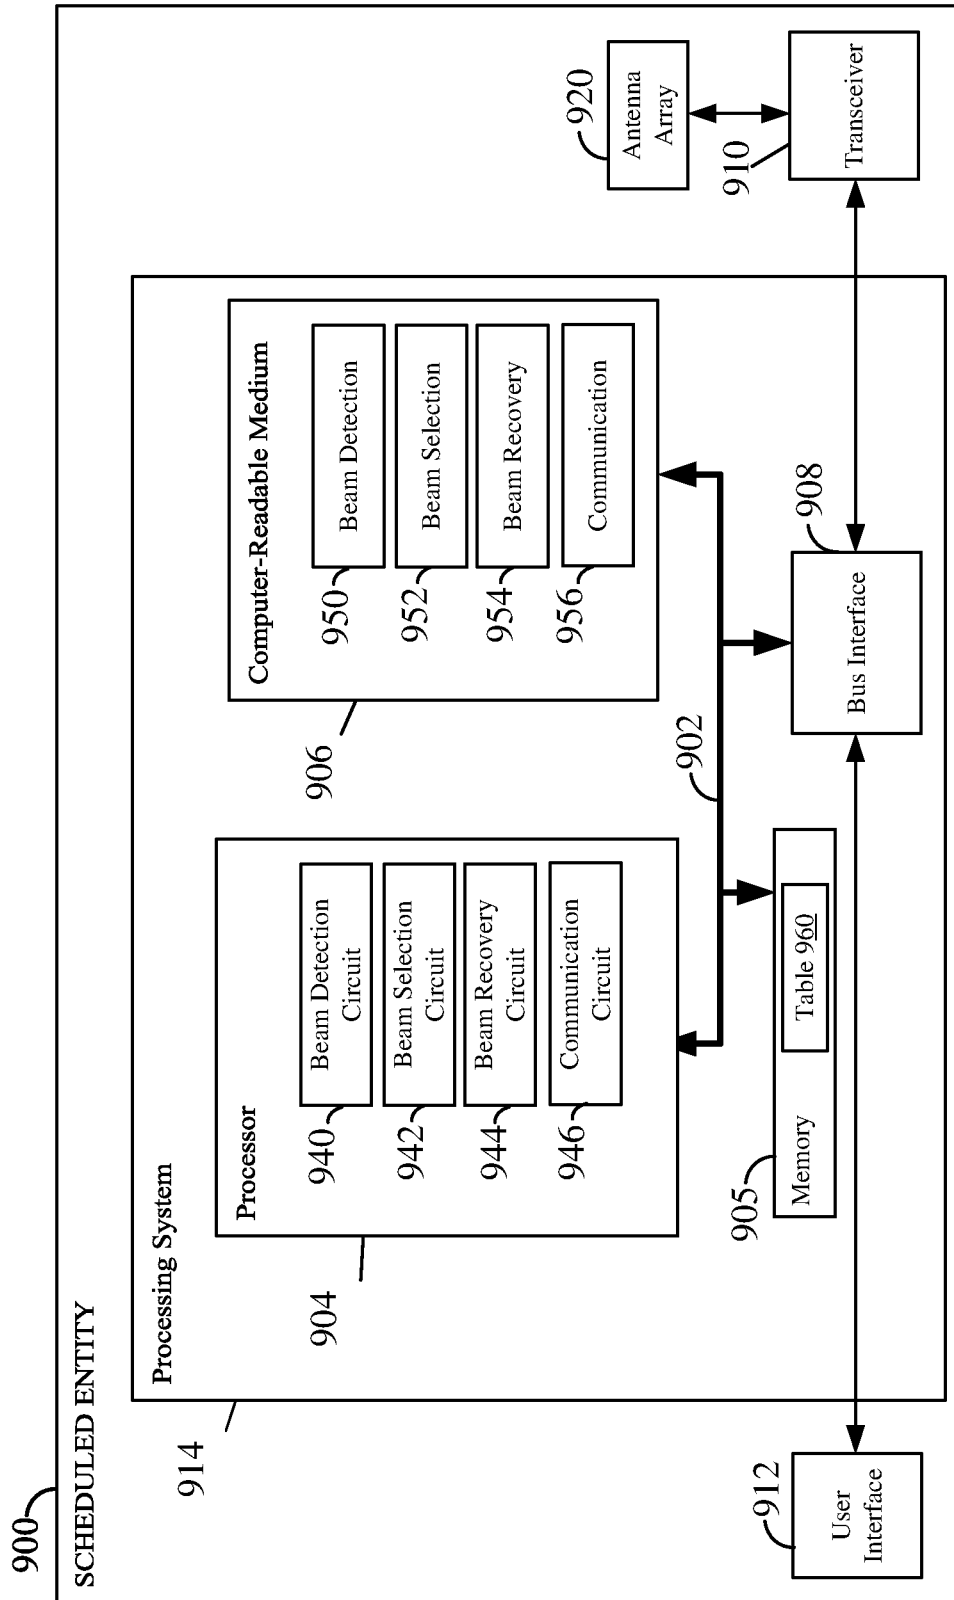 900
SCHEDULED ENTITY
914
Processing System
904
Processor
940
Beam Detection
Circuit
942
Beam Selection
Circuit
944
Beam Recovery
Circuit
946
Communication
Circuit
906
Computer-Readable Medium
950
Beam Detection
952
Beam Selection
954
Beam Recovery
956
Communication
902
905
Memory
Table 960
908
Bus Interface
912
User
Interface
920
Antenna
Array
910
Transceiver